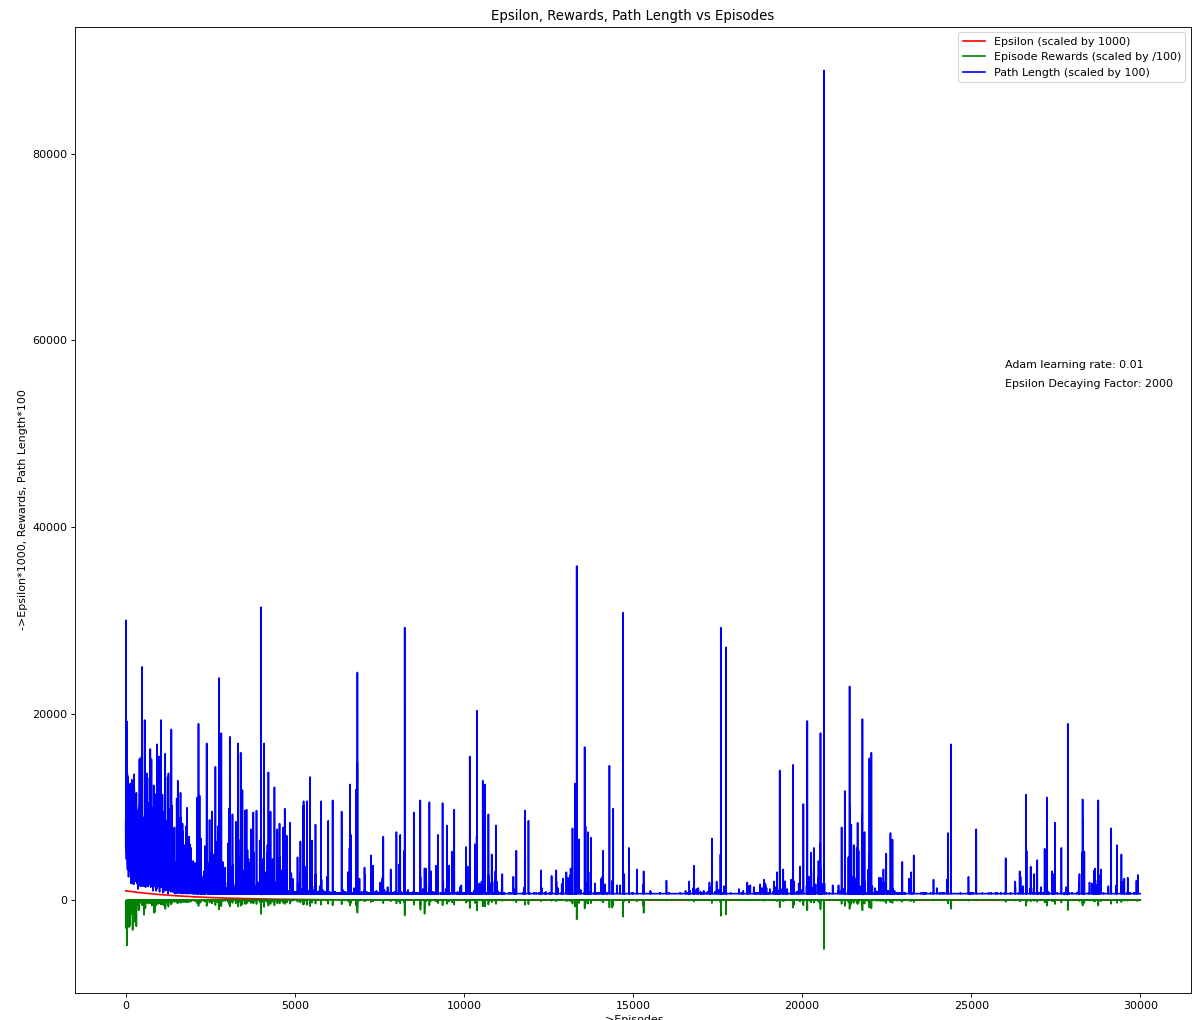 Epsilon, Rewards, Path Length vs Episodes
Epsilon (scaled by 1000)
Episode Rewards (scaled by /100)
Path Length (scaled by 100)
80000
60000
40000
20000
0
->Epsilon*1000, Rewards, Path Length*100
Adam learning rate: 0.01
Epsilon Decaying Factor: 2000
0
5000
10000
15000
20000
25000
30000
>Episodes